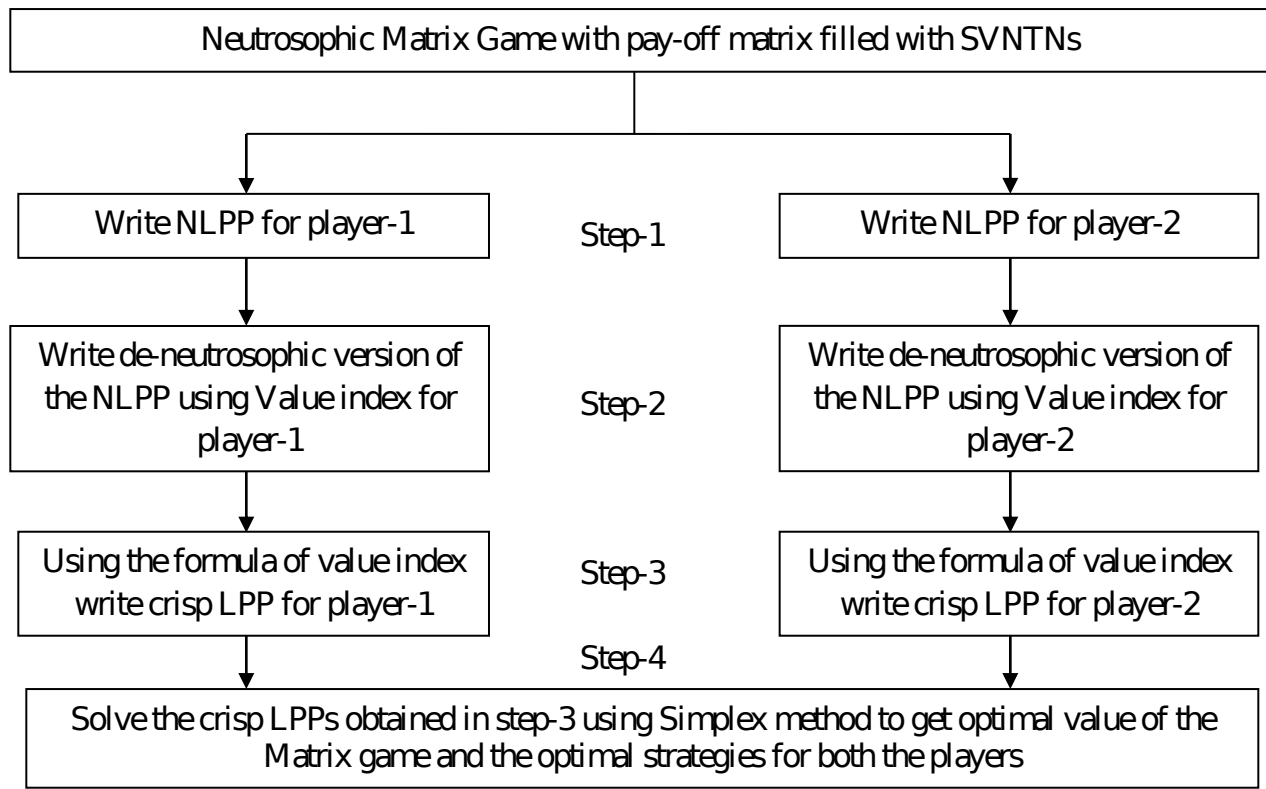 Neutrosophic Matrix Game with pay-off matrix filled with SVNTNs
Write NLPP for player-1
Step-1
Write NLPP for player-2
Write de-neutrosophic version of
the NLPP using Value index for
player-1
Step-2
Write de-neutrosophic version of
the NLPP using Value index for
player-2
Using the formula of value index
write crisp LPP for player-1
Step-3
Using the formula of value index
write crisp LPP for player-2
Step-4
Solve the crisp LPPs obtained in step-3 using Simplex method to get optimal value of the
Matrix game and the optimal strategies for both the players